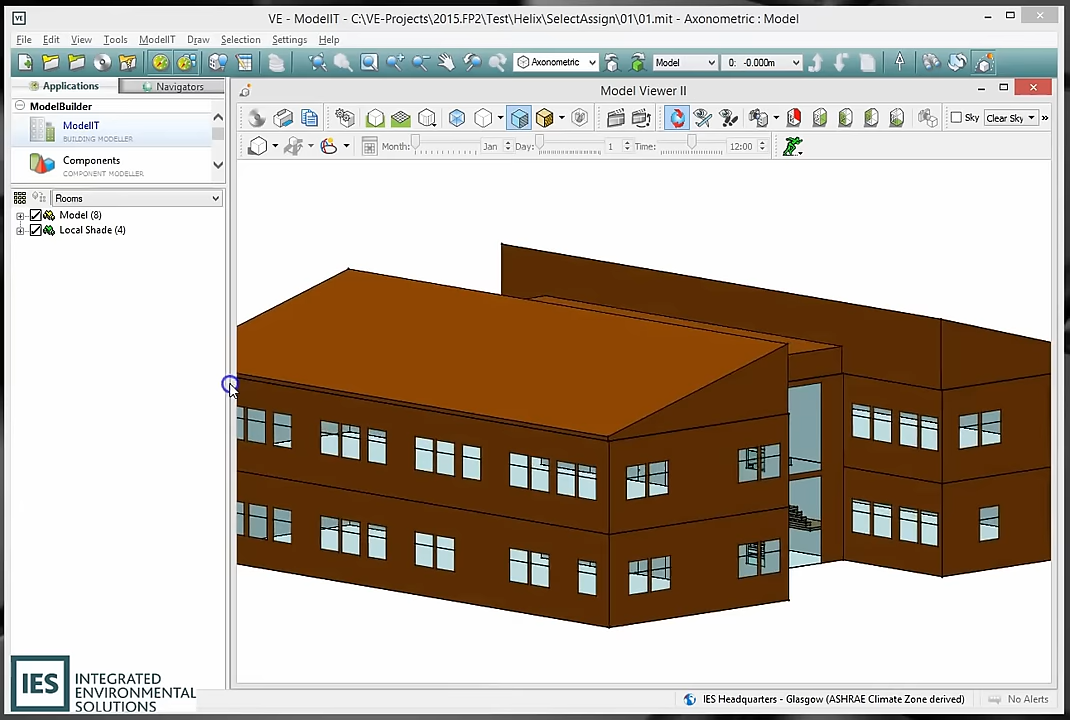 VE - ModelIT - C:\VE-Projects\2015.FP2\Test\Helix\SelectAssign\01\01.mit - Axonometric : Model
File Edit View Tools ModelIT Draw Selection Settings Help
Axonometric Model 0: -0.000m
Applications Navigators
Model Viewer II
ModelBuilder
ModelIT
BUILDING MODELLER
Components
COMPONENT MODELLER
Sky Clear Sky »
Month: Jan Day: 1 Time: 12:00
Rooms
Model (8)
Local Shade (4)
IES INTEGRATED
ENVIRONMENTAL
SOLUTIONS
IES Headquarters - Glasgow (ASHRAE Climate Zone derived) No Alerts